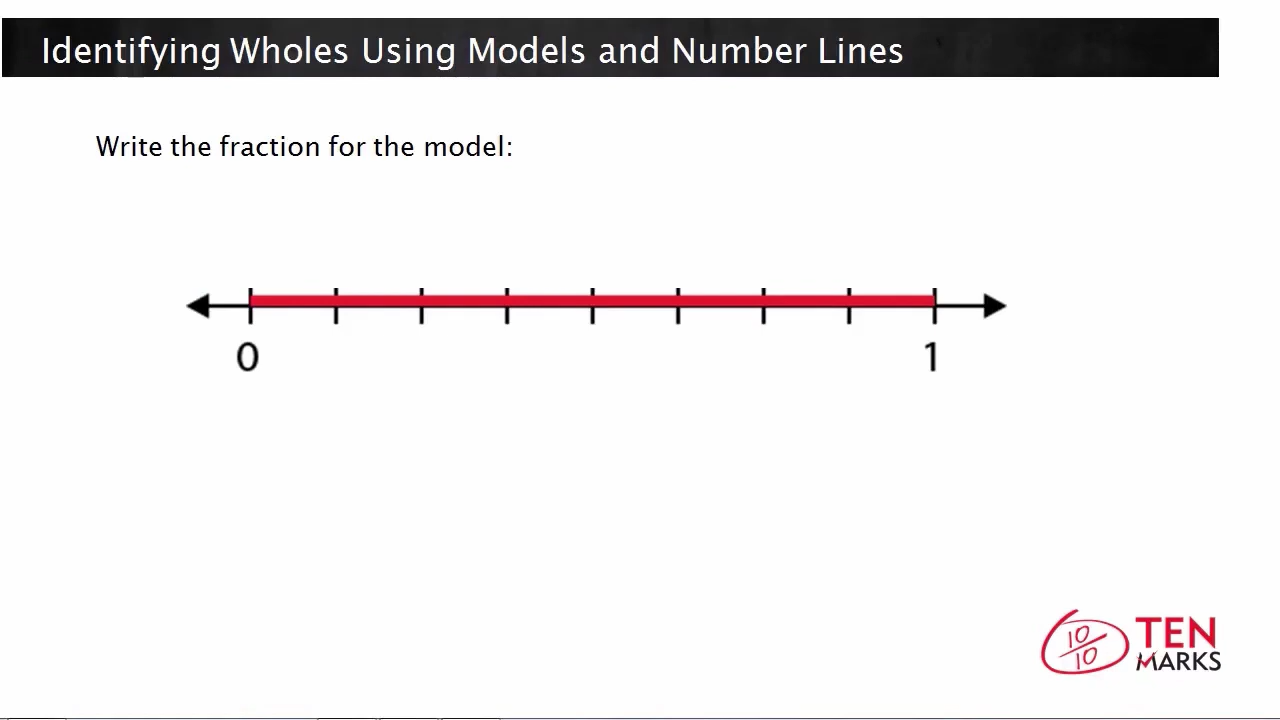 Identifying Wholes Using Models and Number Lines
Write the fraction for the model:
0 1
10/10 TEN
MARKS